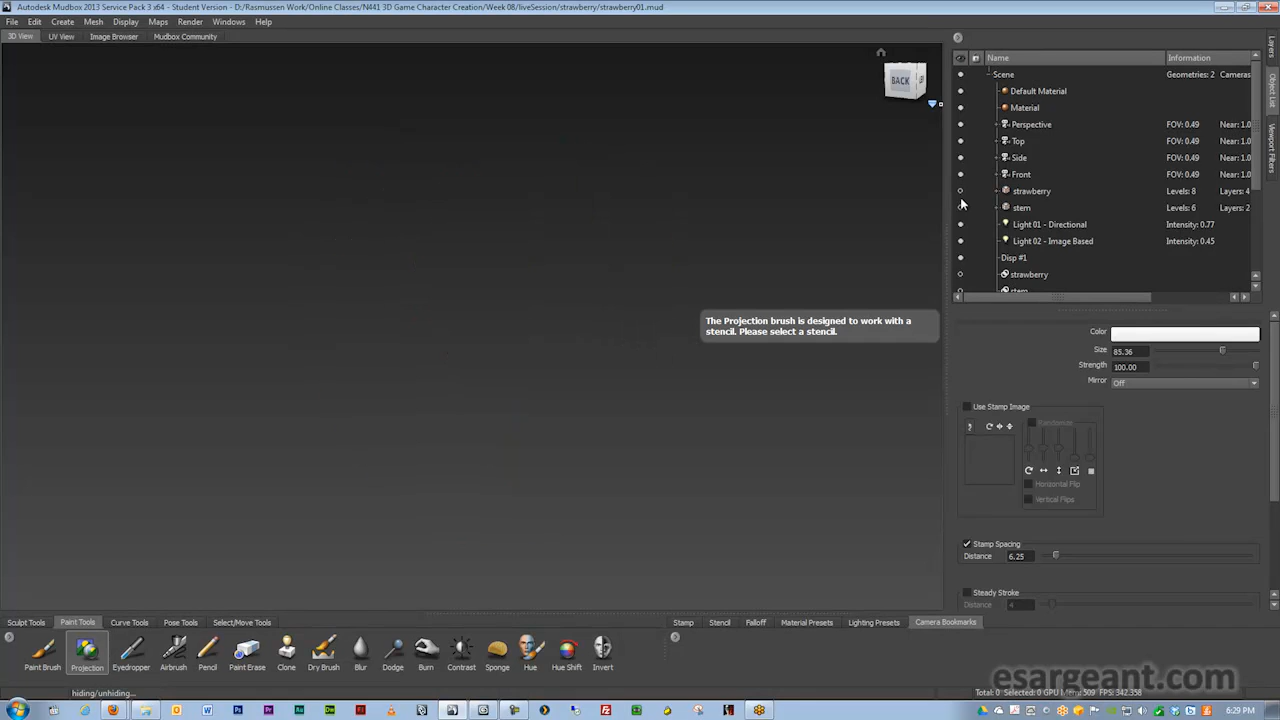 Autodesk Mudbox 2013 Service Pack 3 x64 - Student Version - D:/Rasmussen Work/Online Classes/N441 3D Game Character Creation/Week 08/liveSession/strawberry/strawberry01.mud
File Edit Create Mesh Display Maps Render Windows Help
3D View UV View Image Browser Mudbox Community
BACK
Name Information
Scene Geometries: 2 Cameras
Default Material
Material
Perspective FOV: 0.49 Near: 1.0
Top FOV: 0.49 Near: 1.0
Side FOV: 0.49 Near: 1.0
Front FOV: 0.49 Near: 1.0
strawberry Levels: 8 Layers: 4
stem Levels: 6 Layers: 2
Light 01 - Directional Intensity: 0.77
Light 02 - Image Based Intensity: 0.45
Disp #1
strawberry
stem
Layers
Object List
Viewport Filters
The Projection brush is designed to work with a
stencil. Please select a stencil.
Color
Size 85.36
Strength 100.00
Mirror Off
Use Stamp Image
Randomize
Horizontal Flip
Vertical Flips
Stamp Spacing
Distance 6.25
Steady Stroke
Distance 4
Sculpt Tools Paint Tools Curve Tools Pose Tools Select/Move Tools
Stamp Stencil Falloff Material Presets Lighting Presets Camera Bookmarks
Paint Brush Projection Eyedropper Airbrush Pencil Paint Erase Clone Dry Brush Blur Dodge Burn Contrast Sponge Hue Hue Shift Invert
esargeant.com
hiding/unhiding...
Total: 0 Selected: 0 GPU Mem: 509 FPS: 342.358
6:29 PM